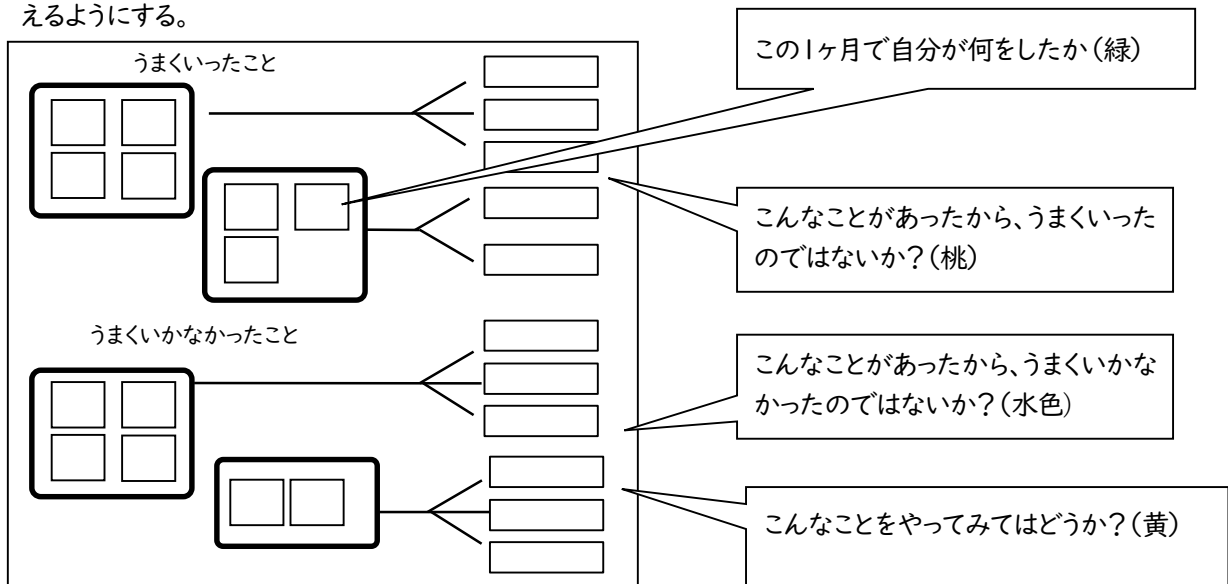 えるようにする。
うまくいったこと
この1ヶ月で自分が何をしたか(緑)
こんなことがあったから、うまくいった
のではないか?(桃)
うまくいかなかったこと
こんなことがあったから、うまくいかな
かったのではないか?(水色)
こんなことをやってみてはどうか?(黄)